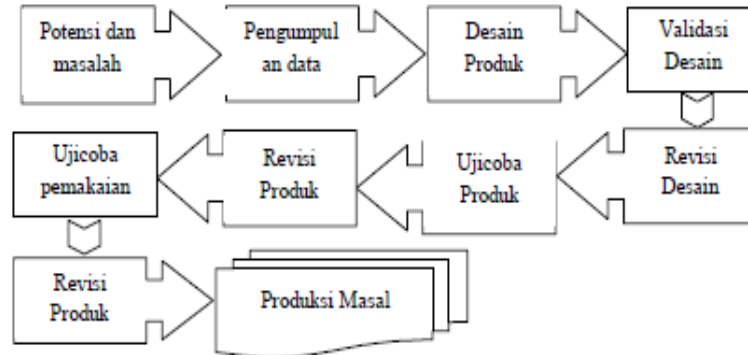 Potensi dan
masalah
Pengumpul
an data
Desain
Produk
Validasi
Desain
Revisi
Desain
Ujicoba
Produk
Revisi
Produk
Ujicoba
pemakaian
Revisi
Produk
Produksi Masal